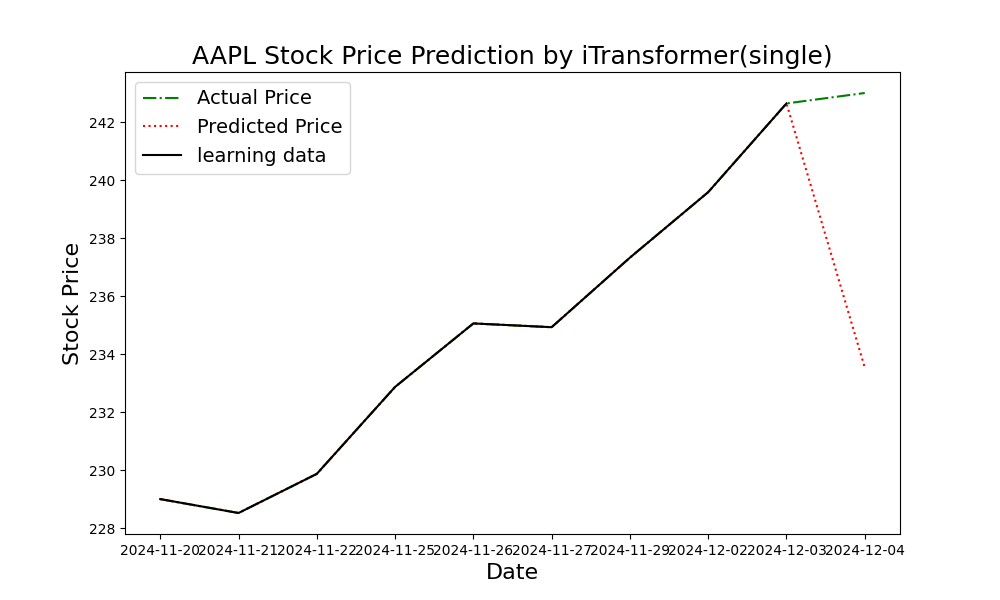 AAPL Stock Price Prediction by iTransformer(single)
Actual Price
Predicted Price
learning data
Stock Price
242
240
238
236
234
232
230
228
2024-11-20 2024-11-21 2024-11-22 2024-11-25 2024-11-26 2024-11-27 2024-11-29 2024-12-02 2024-12-03 2024-12-04
Date